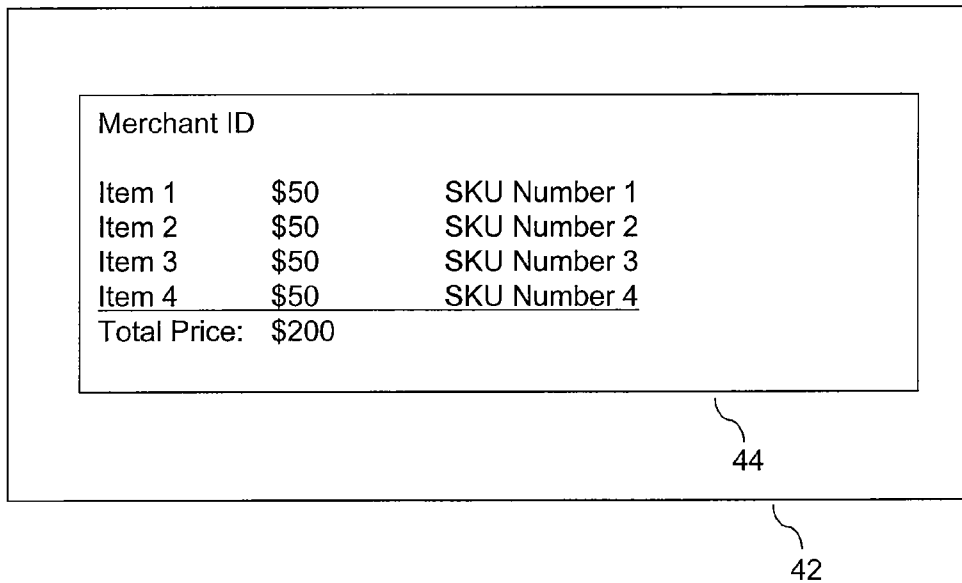 Merchant ID
Item 1 $50 SKU Number 1
Item 2 $50 SKU Number 2
Item 3 $50 SKU Number 3
Item 4 $50 SKU Number 4
Total Price: $200
44
42